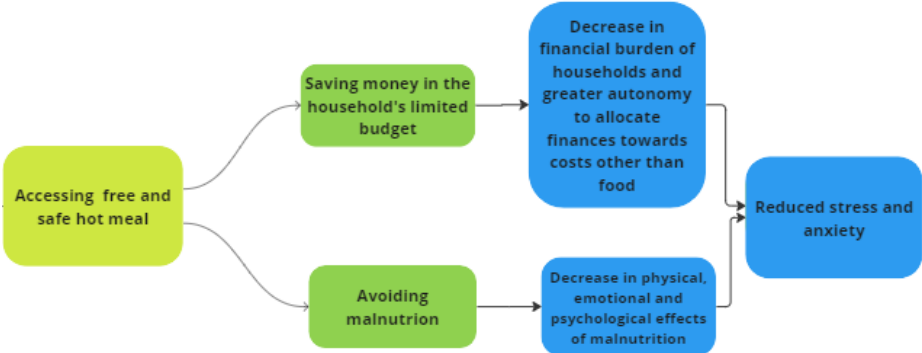 Accessing free and
safe hot meal
Saving money in the
household's limited
budget
Decrease in
financial burden of
households and
greater autonomy
to allocate
finances towards
costs other than
food
Avoiding
malnutrion
Decrease in physical,
emotional and
psychological effects
of malnutrition
Reduced stress and
anxiety